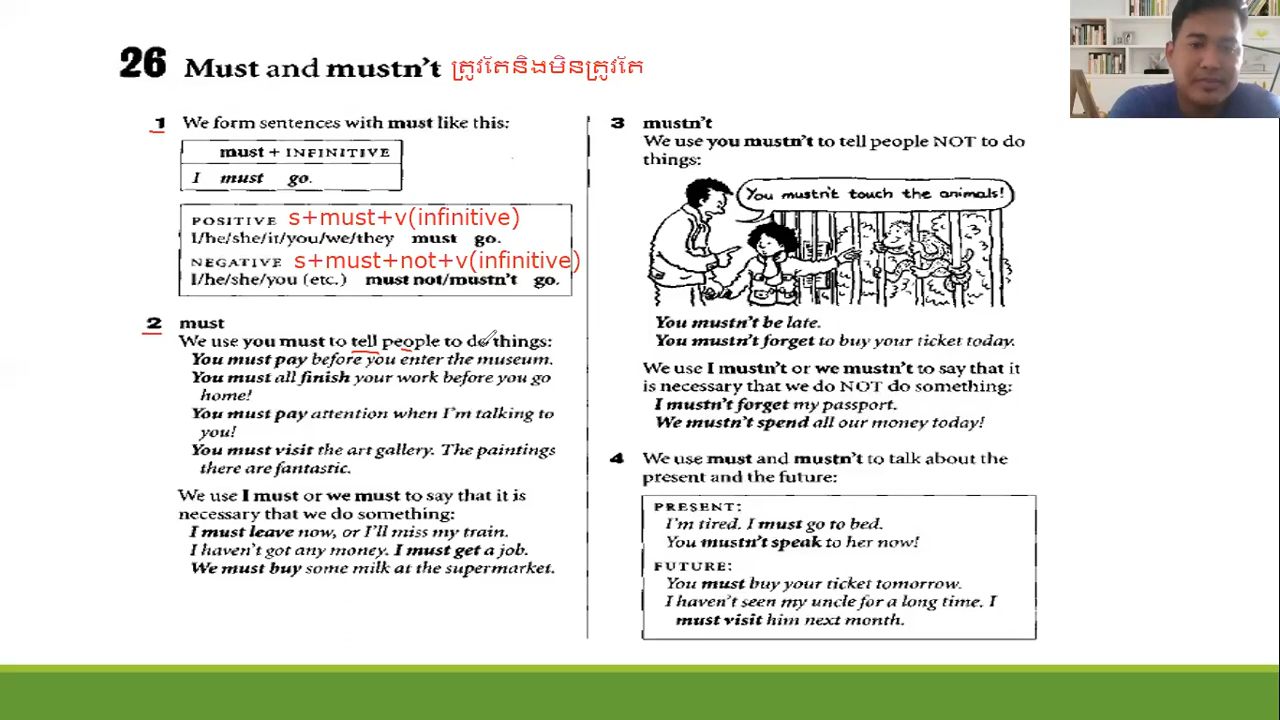 26 Must and mustn't ត្រូវតែនិងមិនត្រូវតែ
1 We form sentences with must like this:
must + INFINITIVE
I must go.
POSITIVE s+must+v(infinitive)
I/he/she/it/you/we/they must go.
NEGATIVE s+must+not+v(infinitive)
I/he/she/you (etc.) must not/mustn't go.
2 must
We use you must to tell people to do things:
You must pay before you enter the museum.
You must all finish your work before you go
home!
You must pay attention when I'm talking to
you!
You must visit the art gallery. The paintings
there are fantastic.
We use I must or we must to say that it is
necessary that we do something:
I must leave now, or I'll miss my train.
I haven't got any money. I must get a job.
We must buy some milk at the supermarket.
3 mustn't
We use you mustn't to tell people NOT to do
things:
You mustn't touch the animals!
You mustn't be late.
You mustn't forget to buy your ticket today.
We use I mustn't or we mustn't to say that it
is necessary that we do NOT do something:
I mustn't forget my passport.
We mustn't spend all our money today!
4 We use must and mustn't to talk about the
present and the future:
PRESENT:
I'm tired. I must go to bed.
You mustn't speak to her now!
FUTURE:
You must buy your ticket tomorrow.
I haven't seen my uncle for a long time. I
must visit him next month.